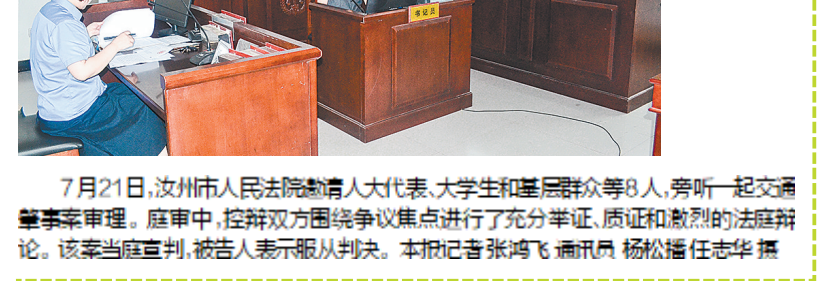 书记员
7月21日,汝州市人民法院邀请人大代表、大学生和基层群众等8人,旁听一起交通
肇事案审理。庭审中,控辩双方围绕争议焦点进行了充分举证、质证和激烈的法庭辩
论。该案当庭宣判,被告人表示服从判决。本报记者 张鸿飞 通讯员 杨松播 任志华 摄